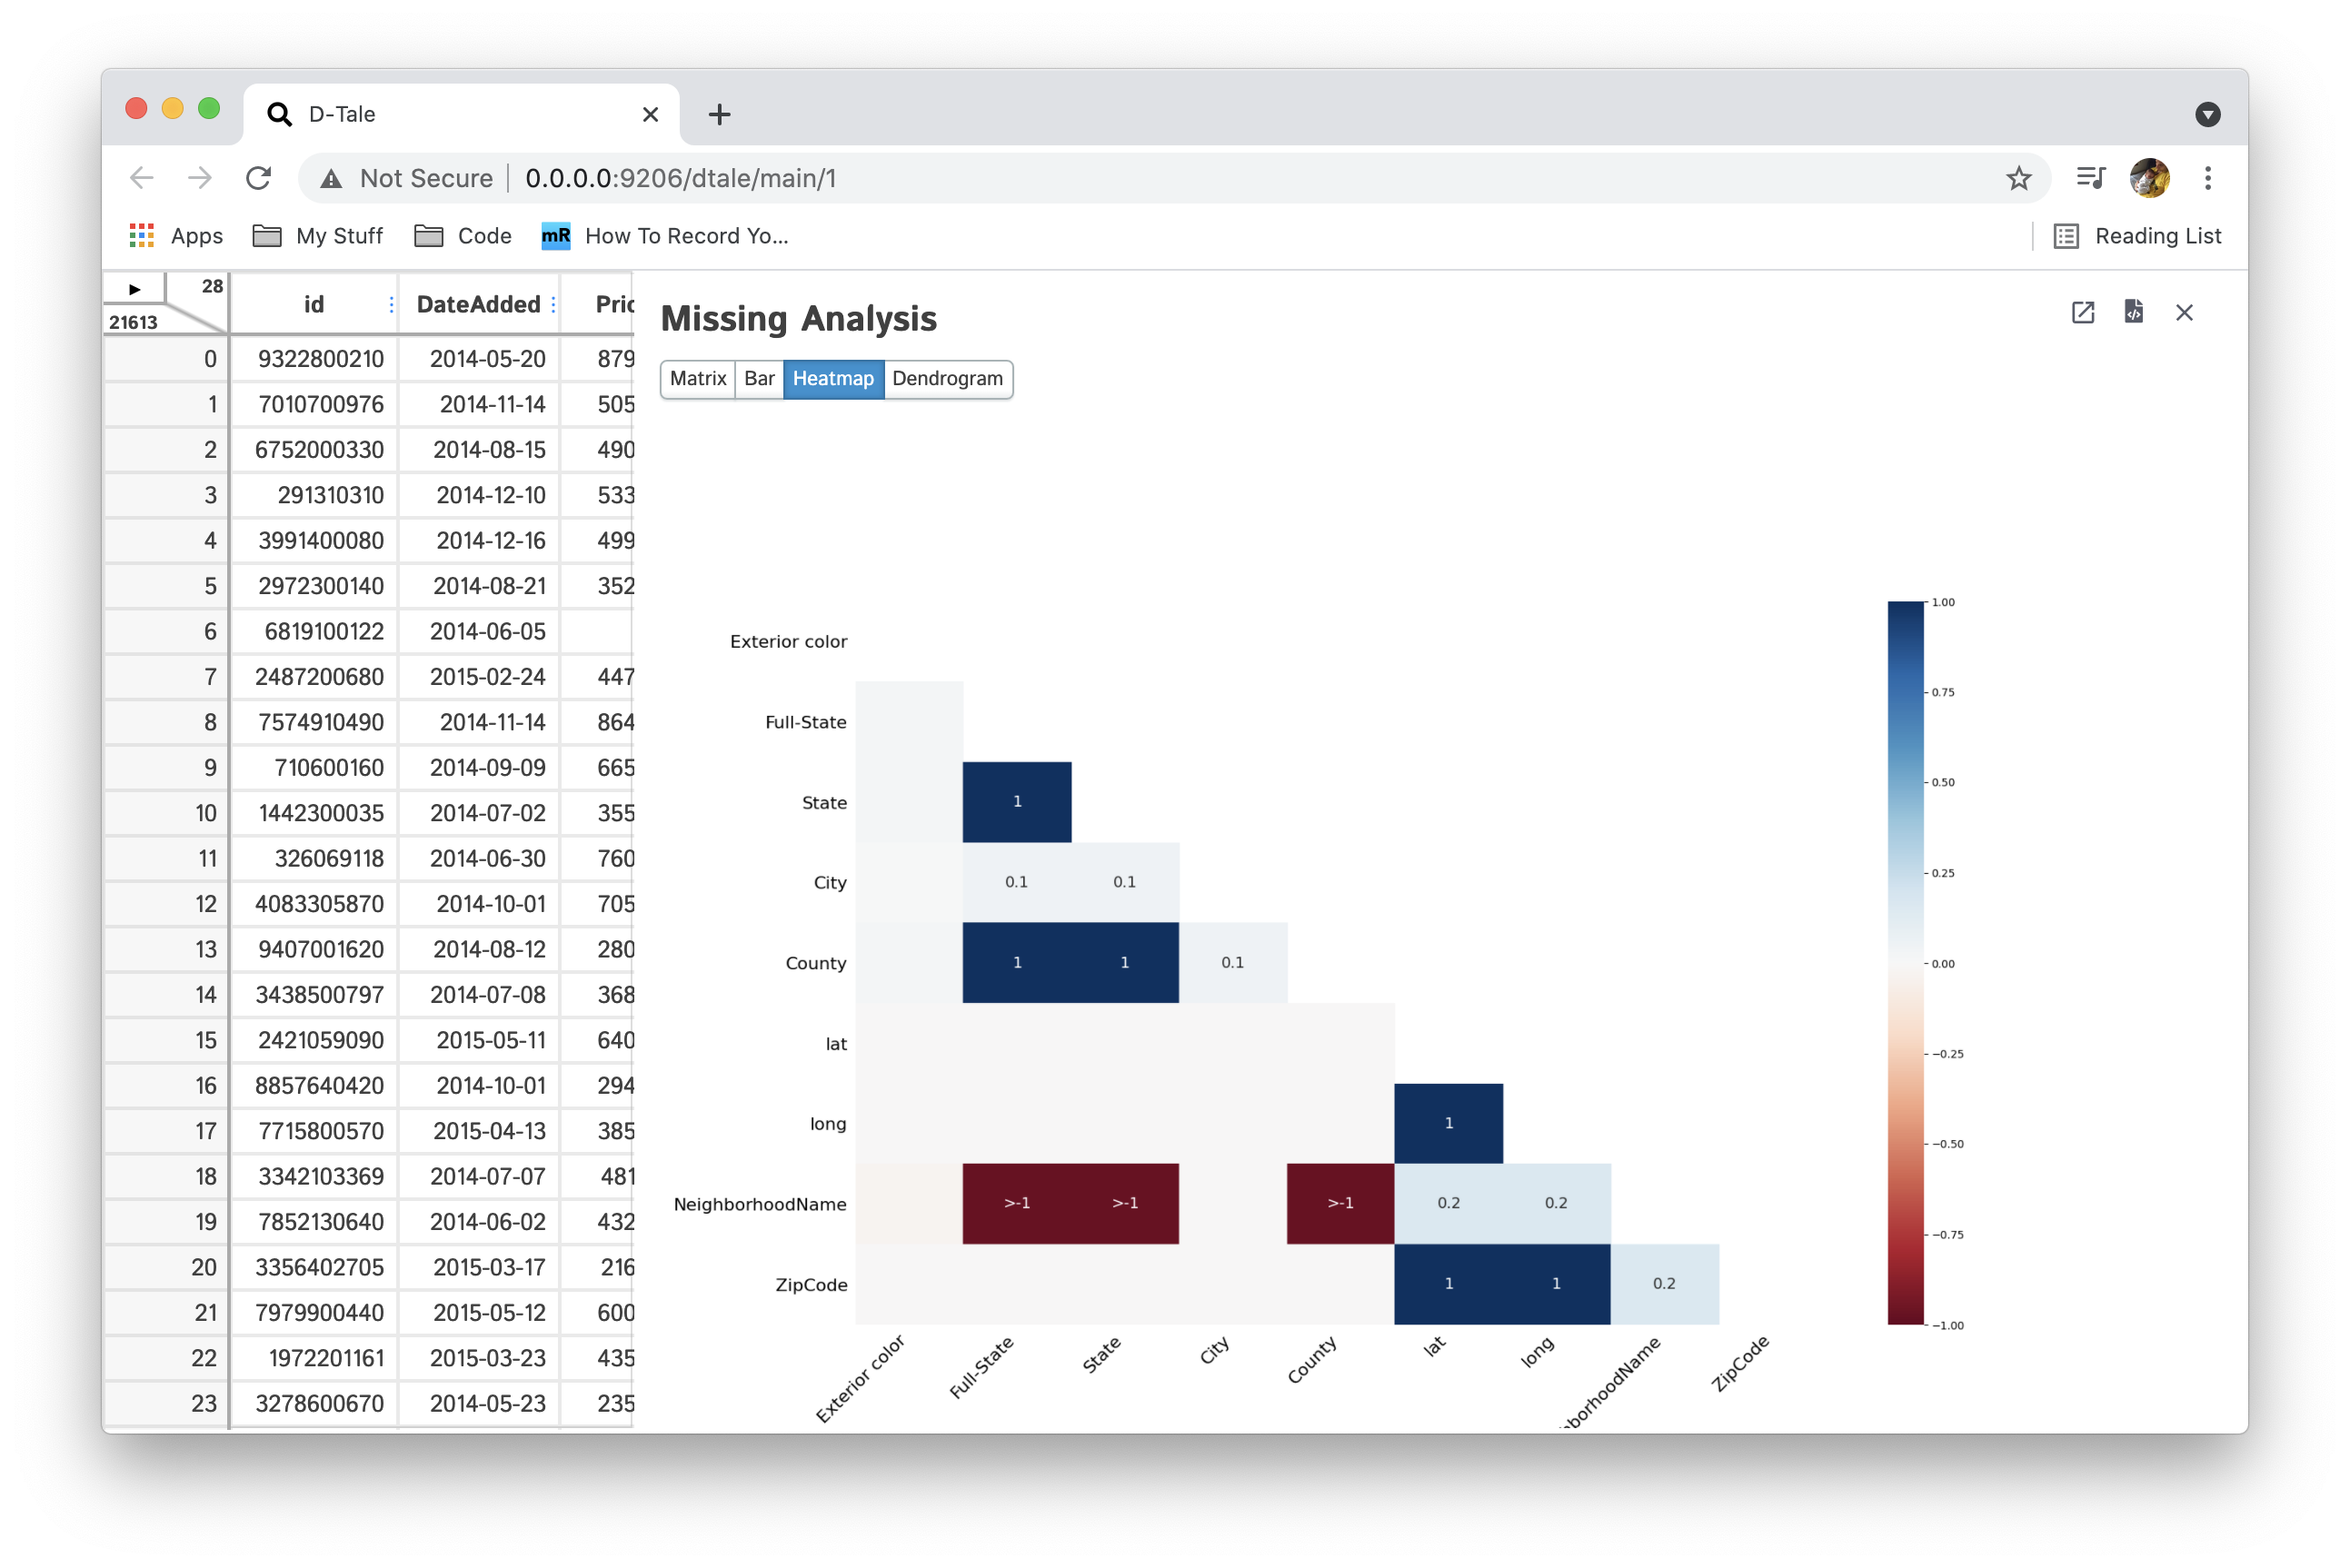 D-Tale
Not Secure 0.0.0.0:9206/dtale/main/1
Apps My Stuff Code mR How To Record Yo... Reading List
28
21613
id DateAdded Pric
0 9322800210 2014-05-20 879
1 7010700976 2014-11-14 505
2 6752000330 2014-08-15 490
3 291310310 2014-12-10 533
4 3991400080 2014-12-16 499
5 2972300140 2014-08-21 352
6 6819100122 2014-06-05
7 2487200680 2015-02-24 447
8 7574910490 2014-11-14 864
9 710600160 2014-09-09 665
10 1442300035 2014-07-02 355
11 326069118 2014-06-30 760
12 4083305870 2014-10-01 705
13 9407001620 2014-08-12 280
14 3438500797 2014-07-08 368
15 2421059090 2015-05-11 640
16 8857640420 2014-10-01 294
17 7715800570 2015-04-13 385
18 3342103369 2014-07-07 481
19 7852130640 2014-06-02 432
20 3356402705 2015-03-17 216
21 7979900440 2015-05-12 600
22 1972201161 2015-03-23 435
23 3278600670 2014-05-23 235
Missing Analysis
Matrix Bar Heatmap Dendrogram
Exterior color
Full-State
State 1
City 0.1 0.1
County 1 1 0.1
lat
long 1
NeighborhoodName >-1 >-1 >-1 0.2 0.2
ZipCode 1 1 0.2
Exterior color Full-State State City County lat long borhoodName ZipCode
1.00
0.75
0.50
0.25
0.00
−0.25
−0.50
−0.75
−1.00